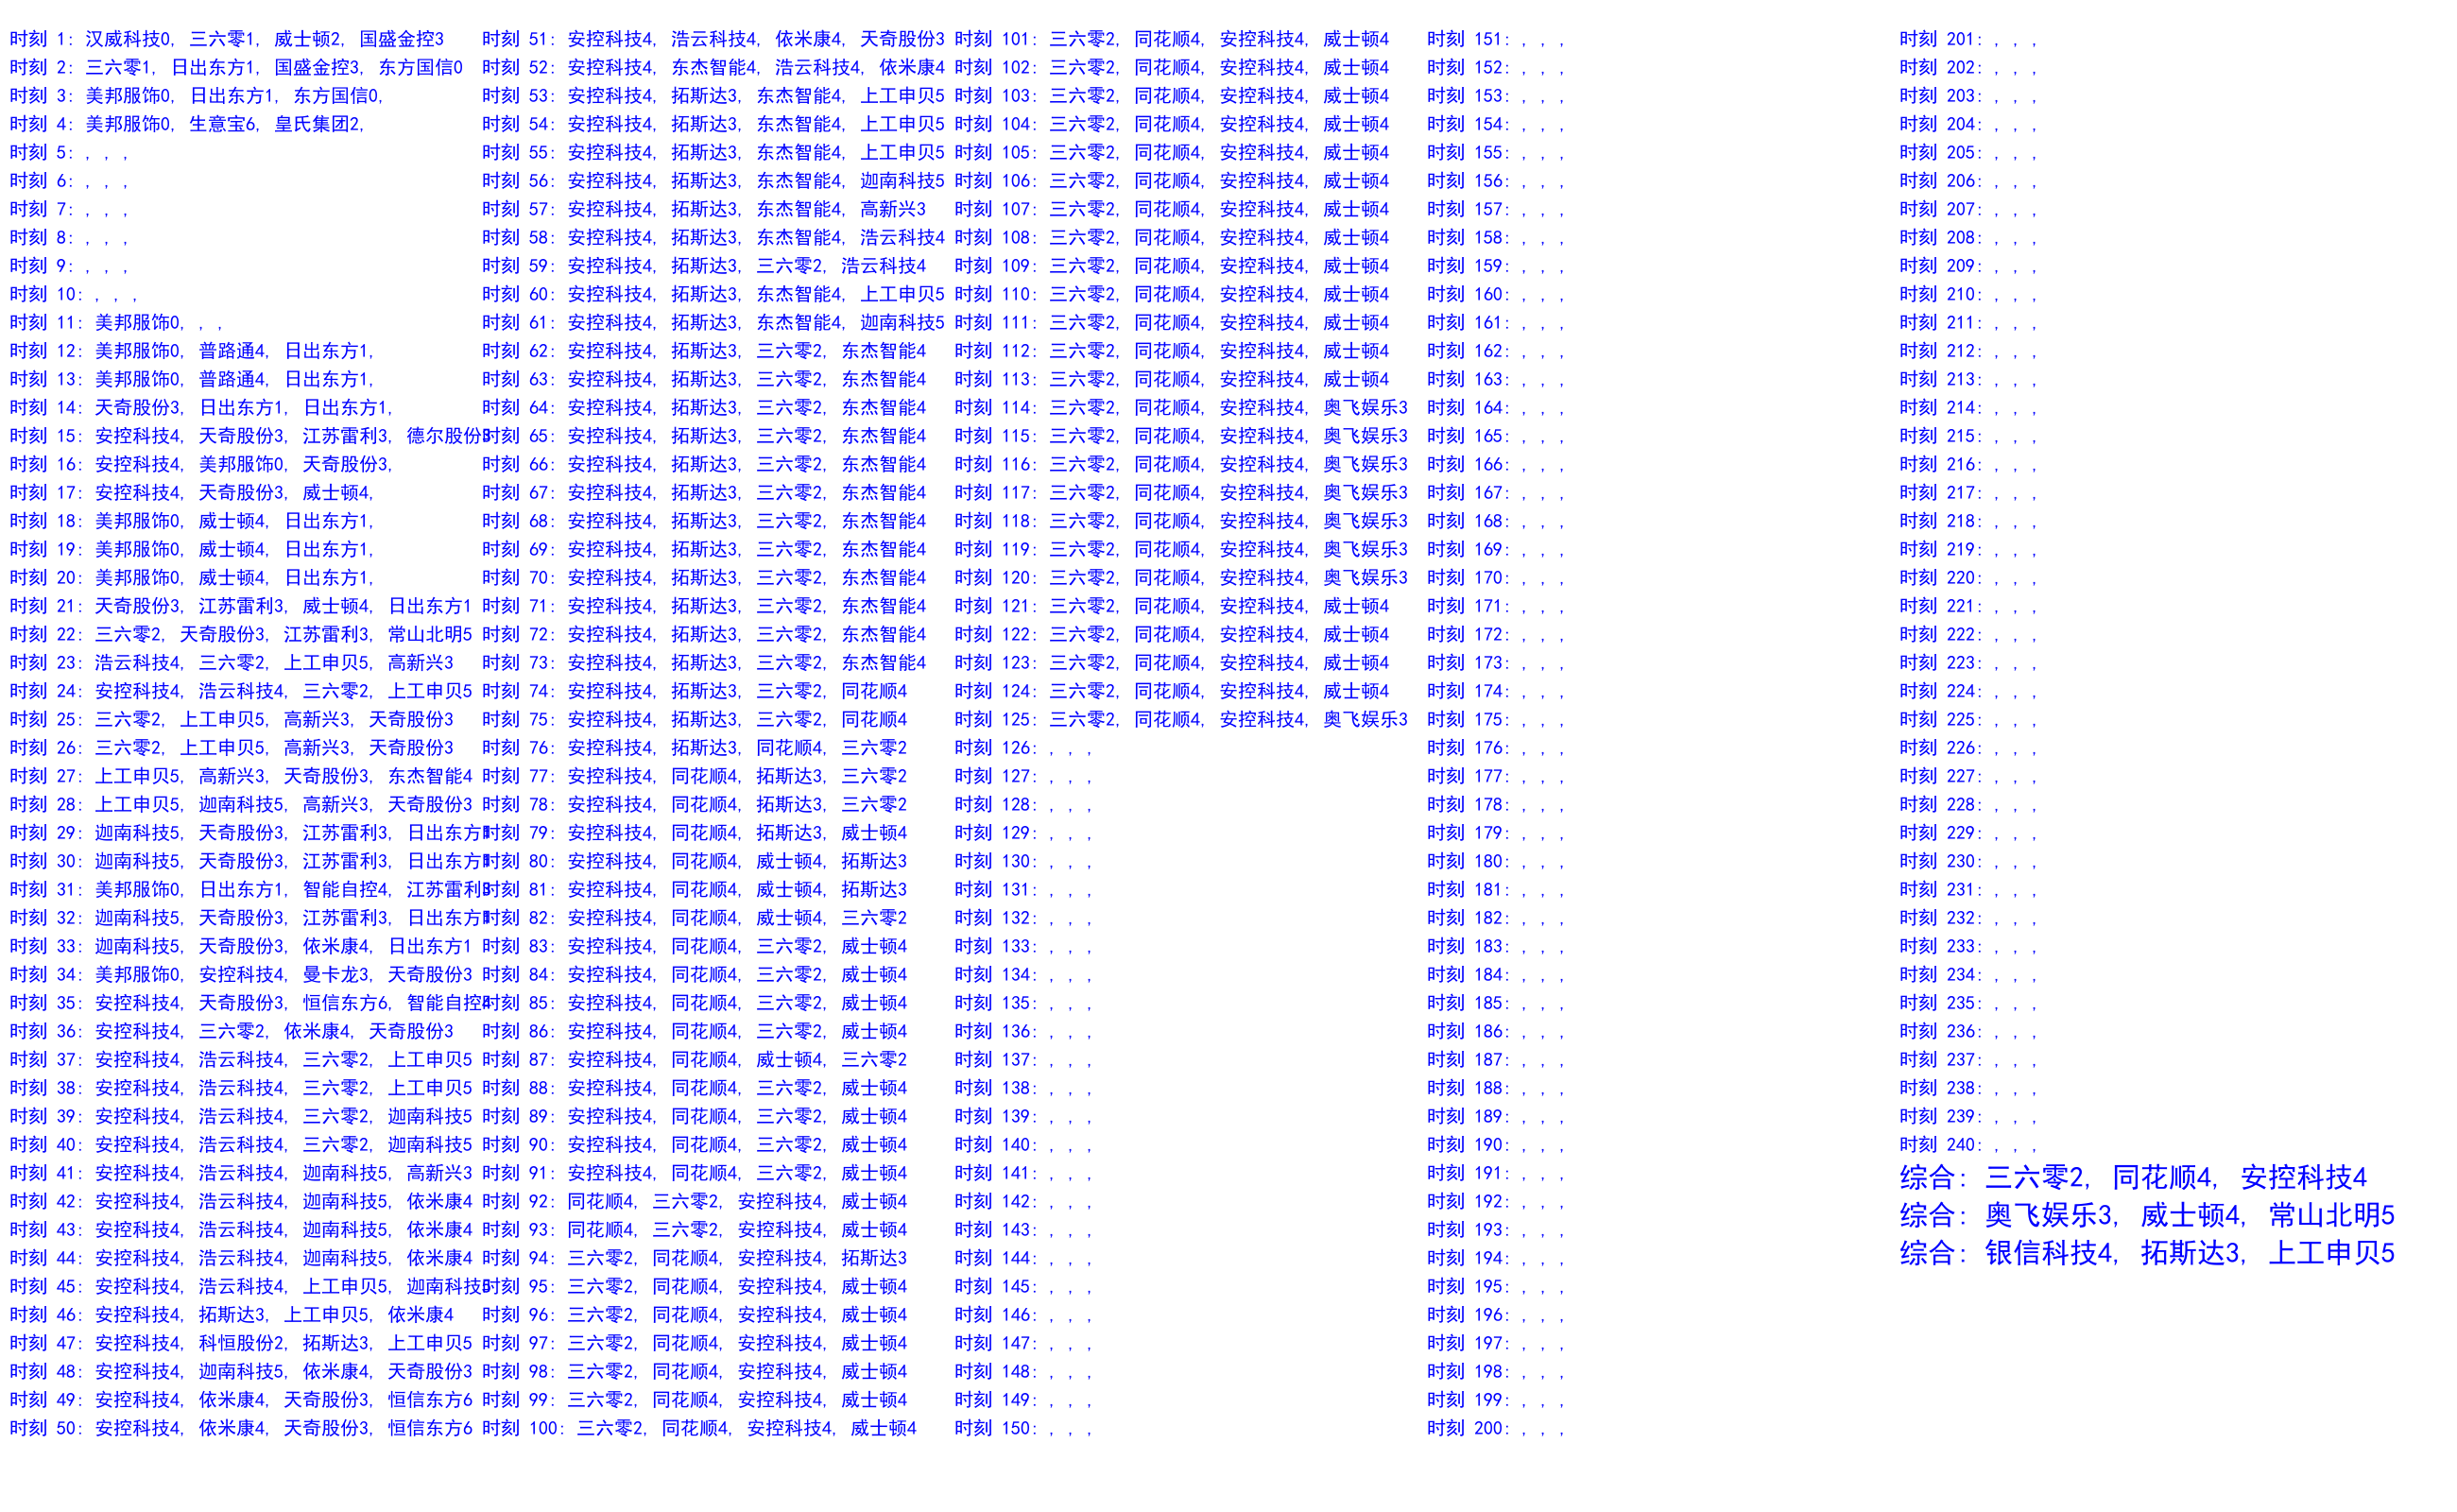 时刻 1: 汉威科技0, 三六零1, 威士顿2, 国盛金控3
时刻 2: 三六零1, 日出东方1, 国盛金控3, 东方国信0
时刻 3: 美邦服饰0, 日出东方1, 东方国信0,
时刻 4: 美邦服饰0, 生意宝6, 皇氏集团2,
时刻 5: , , ,
时刻 6: , , ,
时刻 7: , , ,
时刻 8: , , ,
时刻 9: , , ,
时刻 10: , , ,
时刻 11: 美邦服饰0, , ,
时刻 12: 美邦服饰0, 普路通4, 日出东方1,
时刻 13: 美邦服饰0, 普路通4, 日出东方1,
时刻 14: 天奇股份3, 日出东方1, 日出东方1,
时刻 15: 安控科技4, 天奇股份3, 江苏雷利3, 德尔股份3
时刻 16: 安控科技4, 美邦服饰0, 天奇股份3,
时刻 17: 安控科技4, 天奇股份3, 威士顿4,
时刻 18: 美邦服饰0, 威士顿4, 日出东方1,
时刻 19: 美邦服饰0, 威士顿4, 日出东方1,
时刻 20: 美邦服饰0, 威士顿4, 日出东方1,
时刻 21: 天奇股份3, 江苏雷利3, 威士顿4, 日出东方1
时刻 22: 三六零2, 天奇股份3, 江苏雷利3, 常山北明5
时刻 23: 浩云科技4, 三六零2, 上工申贝5, 高新兴3
时刻 24: 安控科技4, 浩云科技4, 三六零2, 上工申贝5
时刻 25: 三六零2, 上工申贝5, 高新兴3, 天奇股份3
时刻 26: 三六零2, 上工申贝5, 高新兴3, 天奇股份3
时刻 27: 上工申贝5, 高新兴3, 天奇股份3, 东杰智能4
时刻 28: 上工申贝5, 迦南科技5, 高新兴3, 天奇股份3
时刻 29: 迦南科技5, 天奇股份3, 江苏雷利3, 日出东方1
时刻 30: 迦南科技5, 天奇股份3, 江苏雷利3, 日出东方1
时刻 31: 美邦服饰0, 日出东方1, 智能自控4, 江苏雷利3
时刻 32: 迦南科技5, 天奇股份3, 江苏雷利3, 日出东方1
时刻 33: 迦南科技5, 天奇股份3, 依米康4, 日出东方1
时刻 34: 美邦服饰0, 安控科技4, 曼卡龙3, 天奇股份3
时刻 35: 安控科技4, 天奇股份3, 恒信东方6, 智能自控4
时刻 36: 安控科技4, 三六零2, 依米康4, 天奇股份3
时刻 37: 安控科技4, 浩云科技4, 三六零2, 上工申贝5
时刻 38: 安控科技4, 浩云科技4, 三六零2, 上工申贝5
时刻 39: 安控科技4, 浩云科技4, 三六零2, 迦南科技5
时刻 40: 安控科技4, 浩云科技4, 三六零2, 迦南科技5
时刻 41: 安控科技4, 浩云科技4, 迦南科技5, 高新兴3
时刻 42: 安控科技4, 浩云科技4, 迦南科技5, 依米康4
时刻 43: 安控科技4, 浩云科技4, 迦南科技5, 依米康4
时刻 44: 安控科技4, 浩云科技4, 迦南科技5, 依米康4
时刻 45: 安控科技4, 浩云科技4, 上工申贝5, 迦南科技5
时刻 46: 安控科技4, 拓斯达3, 上工申贝5, 依米康4
时刻 47: 安控科技4, 科恒股份2, 拓斯达3, 上工申贝5
时刻 48: 安控科技4, 迦南科技5, 依米康4, 天奇股份3
时刻 49: 安控科技4, 依米康4, 天奇股份3, 恒信东方6
时刻 50: 安控科技4, 依米康4, 天奇股份3, 恒信东方6
时刻 51: 安控科技4, 浩云科技4, 依米康4, 天奇股份3
时刻 52: 安控科技4, 东杰智能4, 浩云科技4, 依米康4
时刻 53: 安控科技4, 拓斯达3, 东杰智能4, 上工申贝5
时刻 54: 安控科技4, 拓斯达3, 东杰智能4, 上工申贝5
时刻 55: 安控科技4, 拓斯达3, 东杰智能4, 上工申贝5
时刻 56: 安控科技4, 拓斯达3, 东杰智能4, 迦南科技5
时刻 57: 安控科技4, 拓斯达3, 东杰智能4, 高新兴3
时刻 58: 安控科技4, 拓斯达3, 东杰智能4, 浩云科技4
时刻 59: 安控科技4, 拓斯达3, 三六零2, 浩云科技4
时刻 60: 安控科技4, 拓斯达3, 东杰智能4, 上工申贝5
时刻 61: 安控科技4, 拓斯达3, 东杰智能4, 迦南科技5
时刻 62: 安控科技4, 拓斯达3, 三六零2, 东杰智能4
时刻 63: 安控科技4, 拓斯达3, 三六零2, 东杰智能4
时刻 64: 安控科技4, 拓斯达3, 三六零2, 东杰智能4
时刻 65: 安控科技4, 拓斯达3, 三六零2, 东杰智能4
时刻 66: 安控科技4, 拓斯达3, 三六零2, 东杰智能4
时刻 67: 安控科技4, 拓斯达3, 三六零2, 东杰智能4
时刻 68: 安控科技4, 拓斯达3, 三六零2, 东杰智能4
时刻 69: 安控科技4, 拓斯达3, 三六零2, 东杰智能4
时刻 70: 安控科技4, 拓斯达3, 三六零2, 东杰智能4
时刻 71: 安控科技4, 拓斯达3, 三六零2, 东杰智能4
时刻 72: 安控科技4, 拓斯达3, 三六零2, 东杰智能4
时刻 73: 安控科技4, 拓斯达3, 三六零2, 东杰智能4
时刻 74: 安控科技4, 拓斯达3, 三六零2, 同花顺4
时刻 75: 安控科技4, 拓斯达3, 三六零2, 同花顺4
时刻 76: 安控科技4, 拓斯达3, 同花顺4, 三六零2
时刻 77: 安控科技4, 同花顺4, 拓斯达3, 三六零2
时刻 78: 安控科技4, 同花顺4, 拓斯达3, 三六零2
时刻 79: 安控科技4, 同花顺4, 拓斯达3, 威士顿4
时刻 80: 安控科技4, 同花顺4, 威士顿4, 拓斯达3
时刻 81: 安控科技4, 同花顺4, 威士顿4, 拓斯达3
时刻 82: 安控科技4, 同花顺4, 威士顿4, 三六零2
时刻 83: 安控科技4, 同花顺4, 三六零2, 威士顿4
时刻 84: 安控科技4, 同花顺4, 三六零2, 威士顿4
时刻 85: 安控科技4, 同花顺4, 三六零2, 威士顿4
时刻 86: 安控科技4, 同花顺4, 三六零2, 威士顿4
时刻 87: 安控科技4, 同花顺4, 威士顿4, 三六零2
时刻 88: 安控科技4, 同花顺4, 三六零2, 威士顿4
时刻 89: 安控科技4, 同花顺4, 三六零2, 威士顿4
时刻 90: 安控科技4, 同花顺4, 三六零2, 威士顿4
时刻 91: 安控科技4, 同花顺4, 三六零2, 威士顿4
时刻 92: 同花顺4, 三六零2, 安控科技4, 威士顿4
时刻 93: 同花顺4, 三六零2, 安控科技4, 威士顿4
时刻 94: 三六零2, 同花顺4, 安控科技4, 拓斯达3
时刻 95: 三六零2, 同花顺4, 安控科技4, 威士顿4
时刻 96: 三六零2, 同花顺4, 安控科技4, 威士顿4
时刻 97: 三六零2, 同花顺4, 安控科技4, 威士顿4
时刻 98: 三六零2, 同花顺4, 安控科技4, 威士顿4
时刻 99: 三六零2, 同花顺4, 安控科技4, 威士顿4
时刻 100: 三六零2, 同花顺4, 安控科技4, 威士顿4
时刻 101: 三六零2, 同花顺4, 安控科技4, 威士顿4
时刻 102: 三六零2, 同花顺4, 安控科技4, 威士顿4
时刻 103: 三六零2, 同花顺4, 安控科技4, 威士顿4
时刻 104: 三六零2, 同花顺4, 安控科技4, 威士顿4
时刻 105: 三六零2, 同花顺4, 安控科技4, 威士顿4
时刻 106: 三六零2, 同花顺4, 安控科技4, 威士顿4
时刻 107: 三六零2, 同花顺4, 安控科技4, 威士顿4
时刻 108: 三六零2, 同花顺4, 安控科技4, 威士顿4
时刻 109: 三六零2, 同花顺4, 安控科技4, 威士顿4
时刻 110: 三六零2, 同花顺4, 安控科技4, 威士顿4
时刻 111: 三六零2, 同花顺4, 安控科技4, 威士顿4
时刻 112: 三六零2, 同花顺4, 安控科技4, 威士顿4
时刻 113: 三六零2, 同花顺4, 安控科技4, 威士顿4
时刻 114: 三六零2, 同花顺4, 安控科技4, 奥飞娱乐3
时刻 115: 三六零2, 同花顺4, 安控科技4, 奥飞娱乐3
时刻 116: 三六零2, 同花顺4, 安控科技4, 奥飞娱乐3
时刻 117: 三六零2, 同花顺4, 安控科技4, 奥飞娱乐3
时刻 118: 三六零2, 同花顺4, 安控科技4, 奥飞娱乐3
时刻 119: 三六零2, 同花顺4, 安控科技4, 奥飞娱乐3
时刻 120: 三六零2, 同花顺4, 安控科技4, 奥飞娱乐3
时刻 121: 三六零2, 同花顺4, 安控科技4, 威士顿4
时刻 122: 三六零2, 同花顺4, 安控科技4, 威士顿4
时刻 123: 三六零2, 同花顺4, 安控科技4, 威士顿4
时刻 124: 三六零2, 同花顺4, 安控科技4, 威士顿4
时刻 125: 三六零2, 同花顺4, 安控科技4, 奥飞娱乐3
时刻 126: , , ,
时刻 127: , , ,
时刻 128: , , ,
时刻 129: , , ,
时刻 130: , , ,
时刻 131: , , ,
时刻 132: , , ,
时刻 133: , , ,
时刻 134: , , ,
时刻 135: , , ,
时刻 136: , , ,
时刻 137: , , ,
时刻 138: , , ,
时刻 139: , , ,
时刻 140: , , ,
时刻 141: , , ,
时刻 142: , , ,
时刻 143: , , ,
时刻 144: , , ,
时刻 145: , , ,
时刻 146: , , ,
时刻 147: , , ,
时刻 148: , , ,
时刻 149: , , ,
时刻 150: , , ,
时刻 151: , , ,
时刻 152: , , ,
时刻 153: , , ,
时刻 154: , , ,
时刻 155: , , ,
时刻 156: , , ,
时刻 157: , , ,
时刻 158: , , ,
时刻 159: , , ,
时刻 160: , , ,
时刻 161: , , ,
时刻 162: , , ,
时刻 163: , , ,
时刻 164: , , ,
时刻 165: , , ,
时刻 166: , , ,
时刻 167: , , ,
时刻 168: , , ,
时刻 169: , , ,
时刻 170: , , ,
时刻 171: , , ,
时刻 172: , , ,
时刻 173: , , ,
时刻 174: , , ,
时刻 175: , , ,
时刻 176: , , ,
时刻 177: , , ,
时刻 178: , , ,
时刻 179: , , ,
时刻 180: , , ,
时刻 181: , , ,
时刻 182: , , ,
时刻 183: , , ,
时刻 184: , , ,
时刻 185: , , ,
时刻 186: , , ,
时刻 187: , , ,
时刻 188: , , ,
时刻 189: , , ,
时刻 190: , , ,
时刻 191: , , ,
时刻 192: , , ,
时刻 193: , , ,
时刻 194: , , ,
时刻 195: , , ,
时刻 196: , , ,
时刻 197: , , ,
时刻 198: , , ,
时刻 199: , , ,
时刻 200: , , ,
时刻 201: , , ,
时刻 202: , , ,
时刻 203: , , ,
时刻 204: , , ,
时刻 205: , , ,
时刻 206: , , ,
时刻 207: , , ,
时刻 208: , , ,
时刻 209: , , ,
时刻 210: , , ,
时刻 211: , , ,
时刻 212: , , ,
时刻 213: , , ,
时刻 214: , , ,
时刻 215: , , ,
时刻 216: , , ,
时刻 217: , , ,
时刻 218: , , ,
时刻 219: , , ,
时刻 220: , , ,
时刻 221: , , ,
时刻 222: , , ,
时刻 223: , , ,
时刻 224: , , ,
时刻 225: , , ,
时刻 226: , , ,
时刻 227: , , ,
时刻 228: , , ,
时刻 229: , , ,
时刻 230: , , ,
时刻 231: , , ,
时刻 232: , , ,
时刻 233: , , ,
时刻 234: , , ,
时刻 235: , , ,
时刻 236: , , ,
时刻 237: , , ,
时刻 238: , , ,
时刻 239: , , ,
时刻 240: , , ,
综合: 三六零2, 同花顺4, 安控科技4
综合: 奥飞娱乐3, 威士顿4, 常山北明5
综合: 银信科技4, 拓斯达3, 上工申贝5